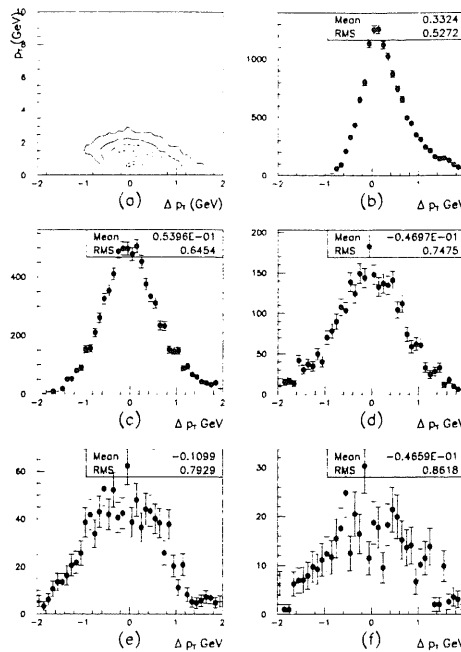 p_T (GeV)
10
8
6
4
2
0
-2 -1 0 1 2
(a) Δ p_T (GeV)
Mean 0.3324
RMS 0.5272
1000
500
0
-2 -1 0 1 2
(b) Δ p_T GeV
Mean 0.5396E-01
RMS 0.6454
400
200
0
-2 -1 0 1 2
(c) Δ p_T GeV
Mean -0.4697E-01
RMS 0.7475
150
100
50
0
-2 -1 0 1 2
(d) Δ p_T GeV
Mean -0.1099
RMS 0.7929
60
40
20
0
-2 -1 0 1 2
(e) Δ p_T GeV
Mean -0.4659E-01
RMS 0.8618
30
20
10
0
-2 -1 0 1 2
(f) Δ p_T GeV